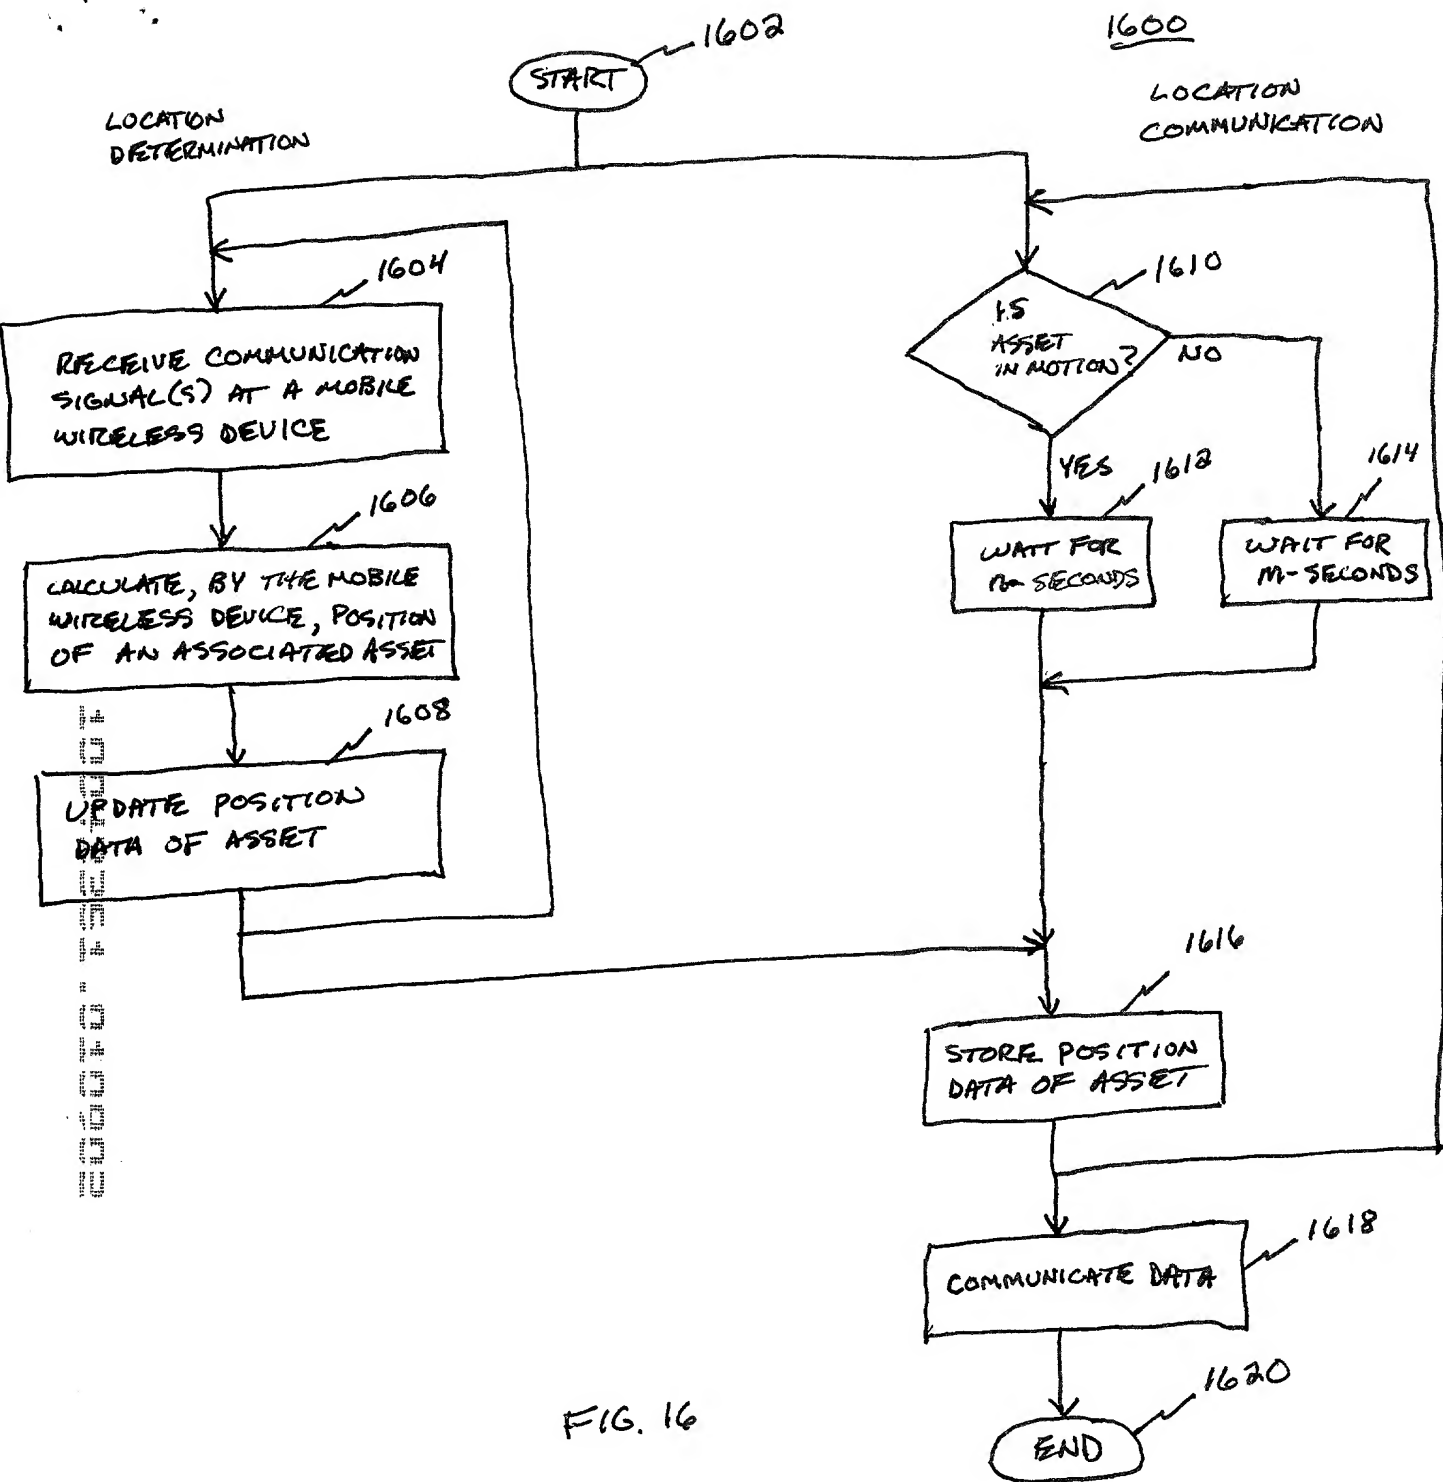 1602
1600
START
LOCATION
COMMUNICATION
LOCATION
DETERMINATION
1604
RECEIVE COMMUNICATION
SIGNAL(S) AT A MOBILE
WIRELESS DEVICE
1606
CALCULATE, BY THE MOBILE
WIRELESS DEVICE, POSITION
OF AN ASSOCIATED ASSET
1608
UPDATE POSITION
DATA OF ASSET
1610
IS
ASSET
IN MOTION?
NO
YES
1612
WAIT FOR
n- SECONDS
1614
WAIT FOR
M- SECONDS
1616
STORE POSITION
DATA OF ASSET
1618
COMMUNICATE DATA
1620
END
FIG. 16